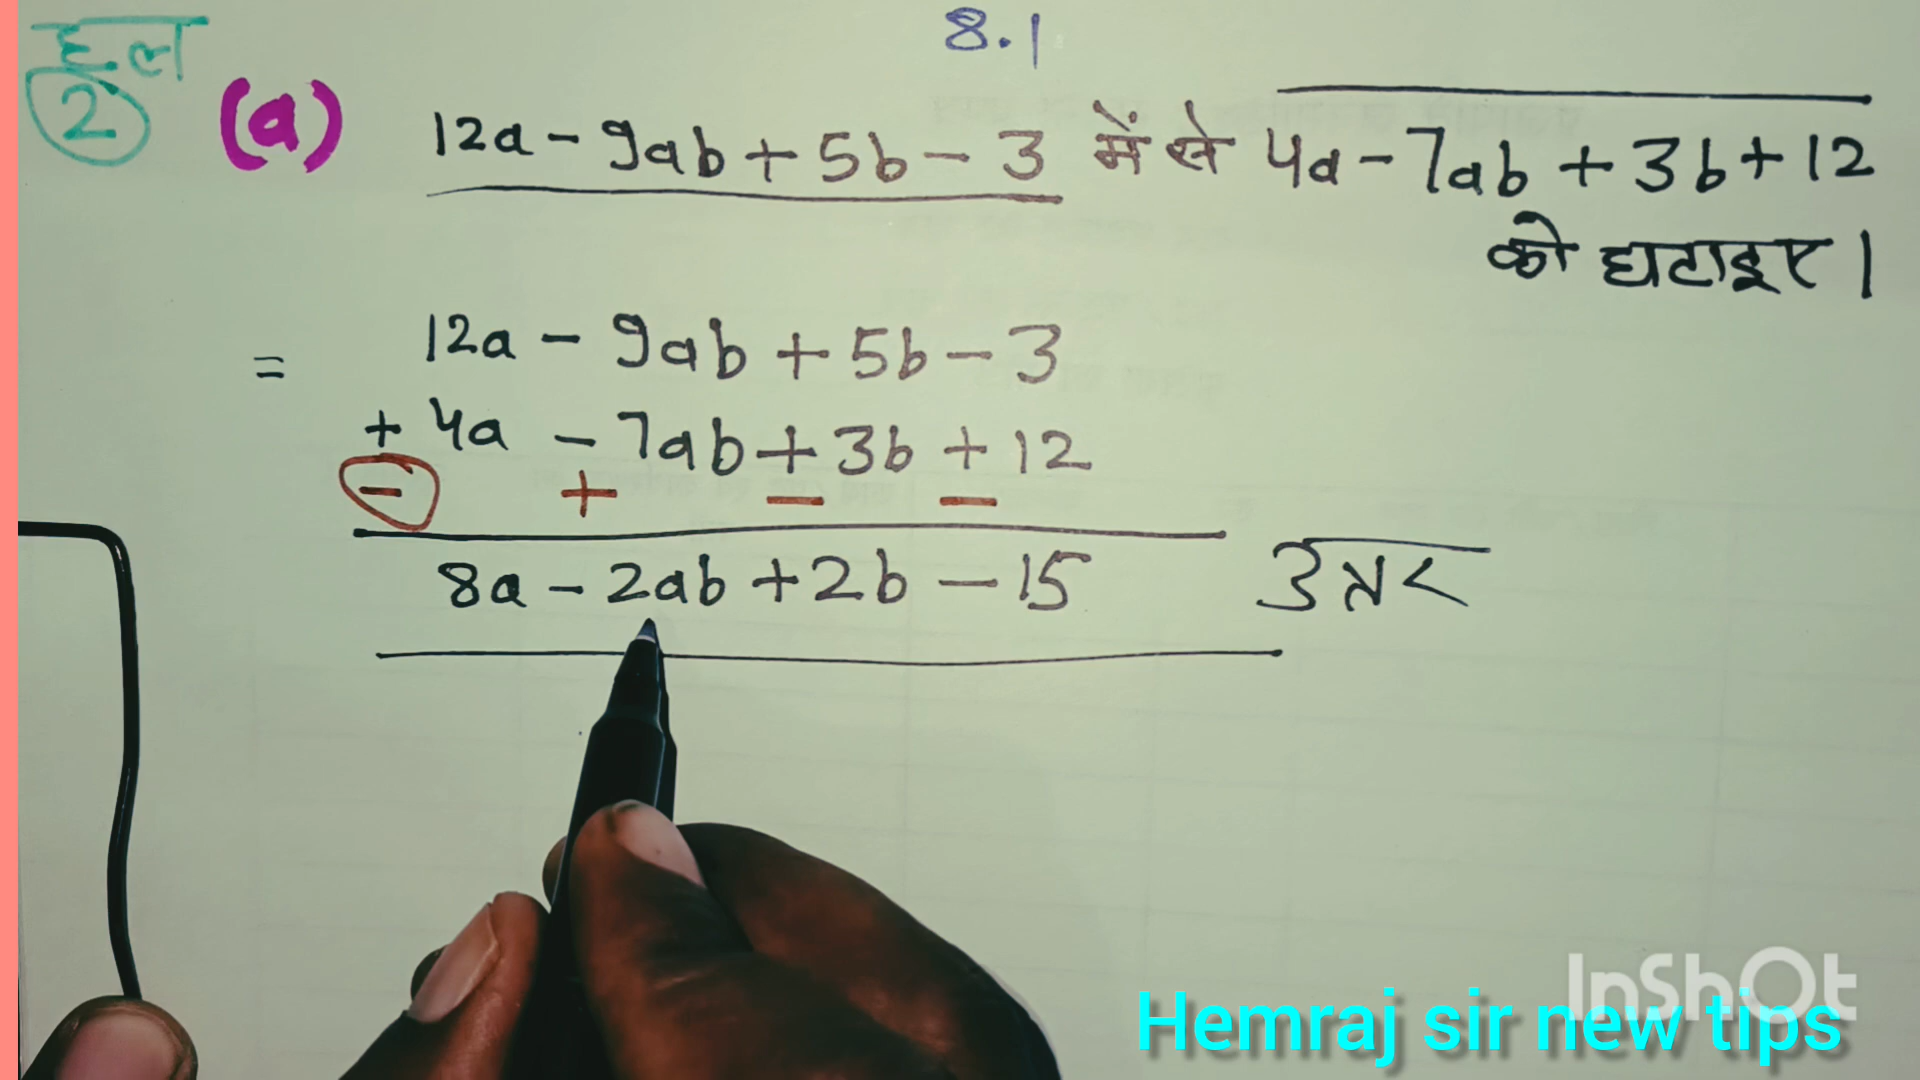 8.1
हल
2
(a) 12a - 9ab + 5b - 3 में से 4a - 7ab + 3b + 12
को घटाइए।
= 12a - 9ab + 5b - 3
+ 4a - 7ab + 3b + 12
- + - -
8a - 2ab + 2b - 15 उत्तर
InShOt
Hemraj sir new tips